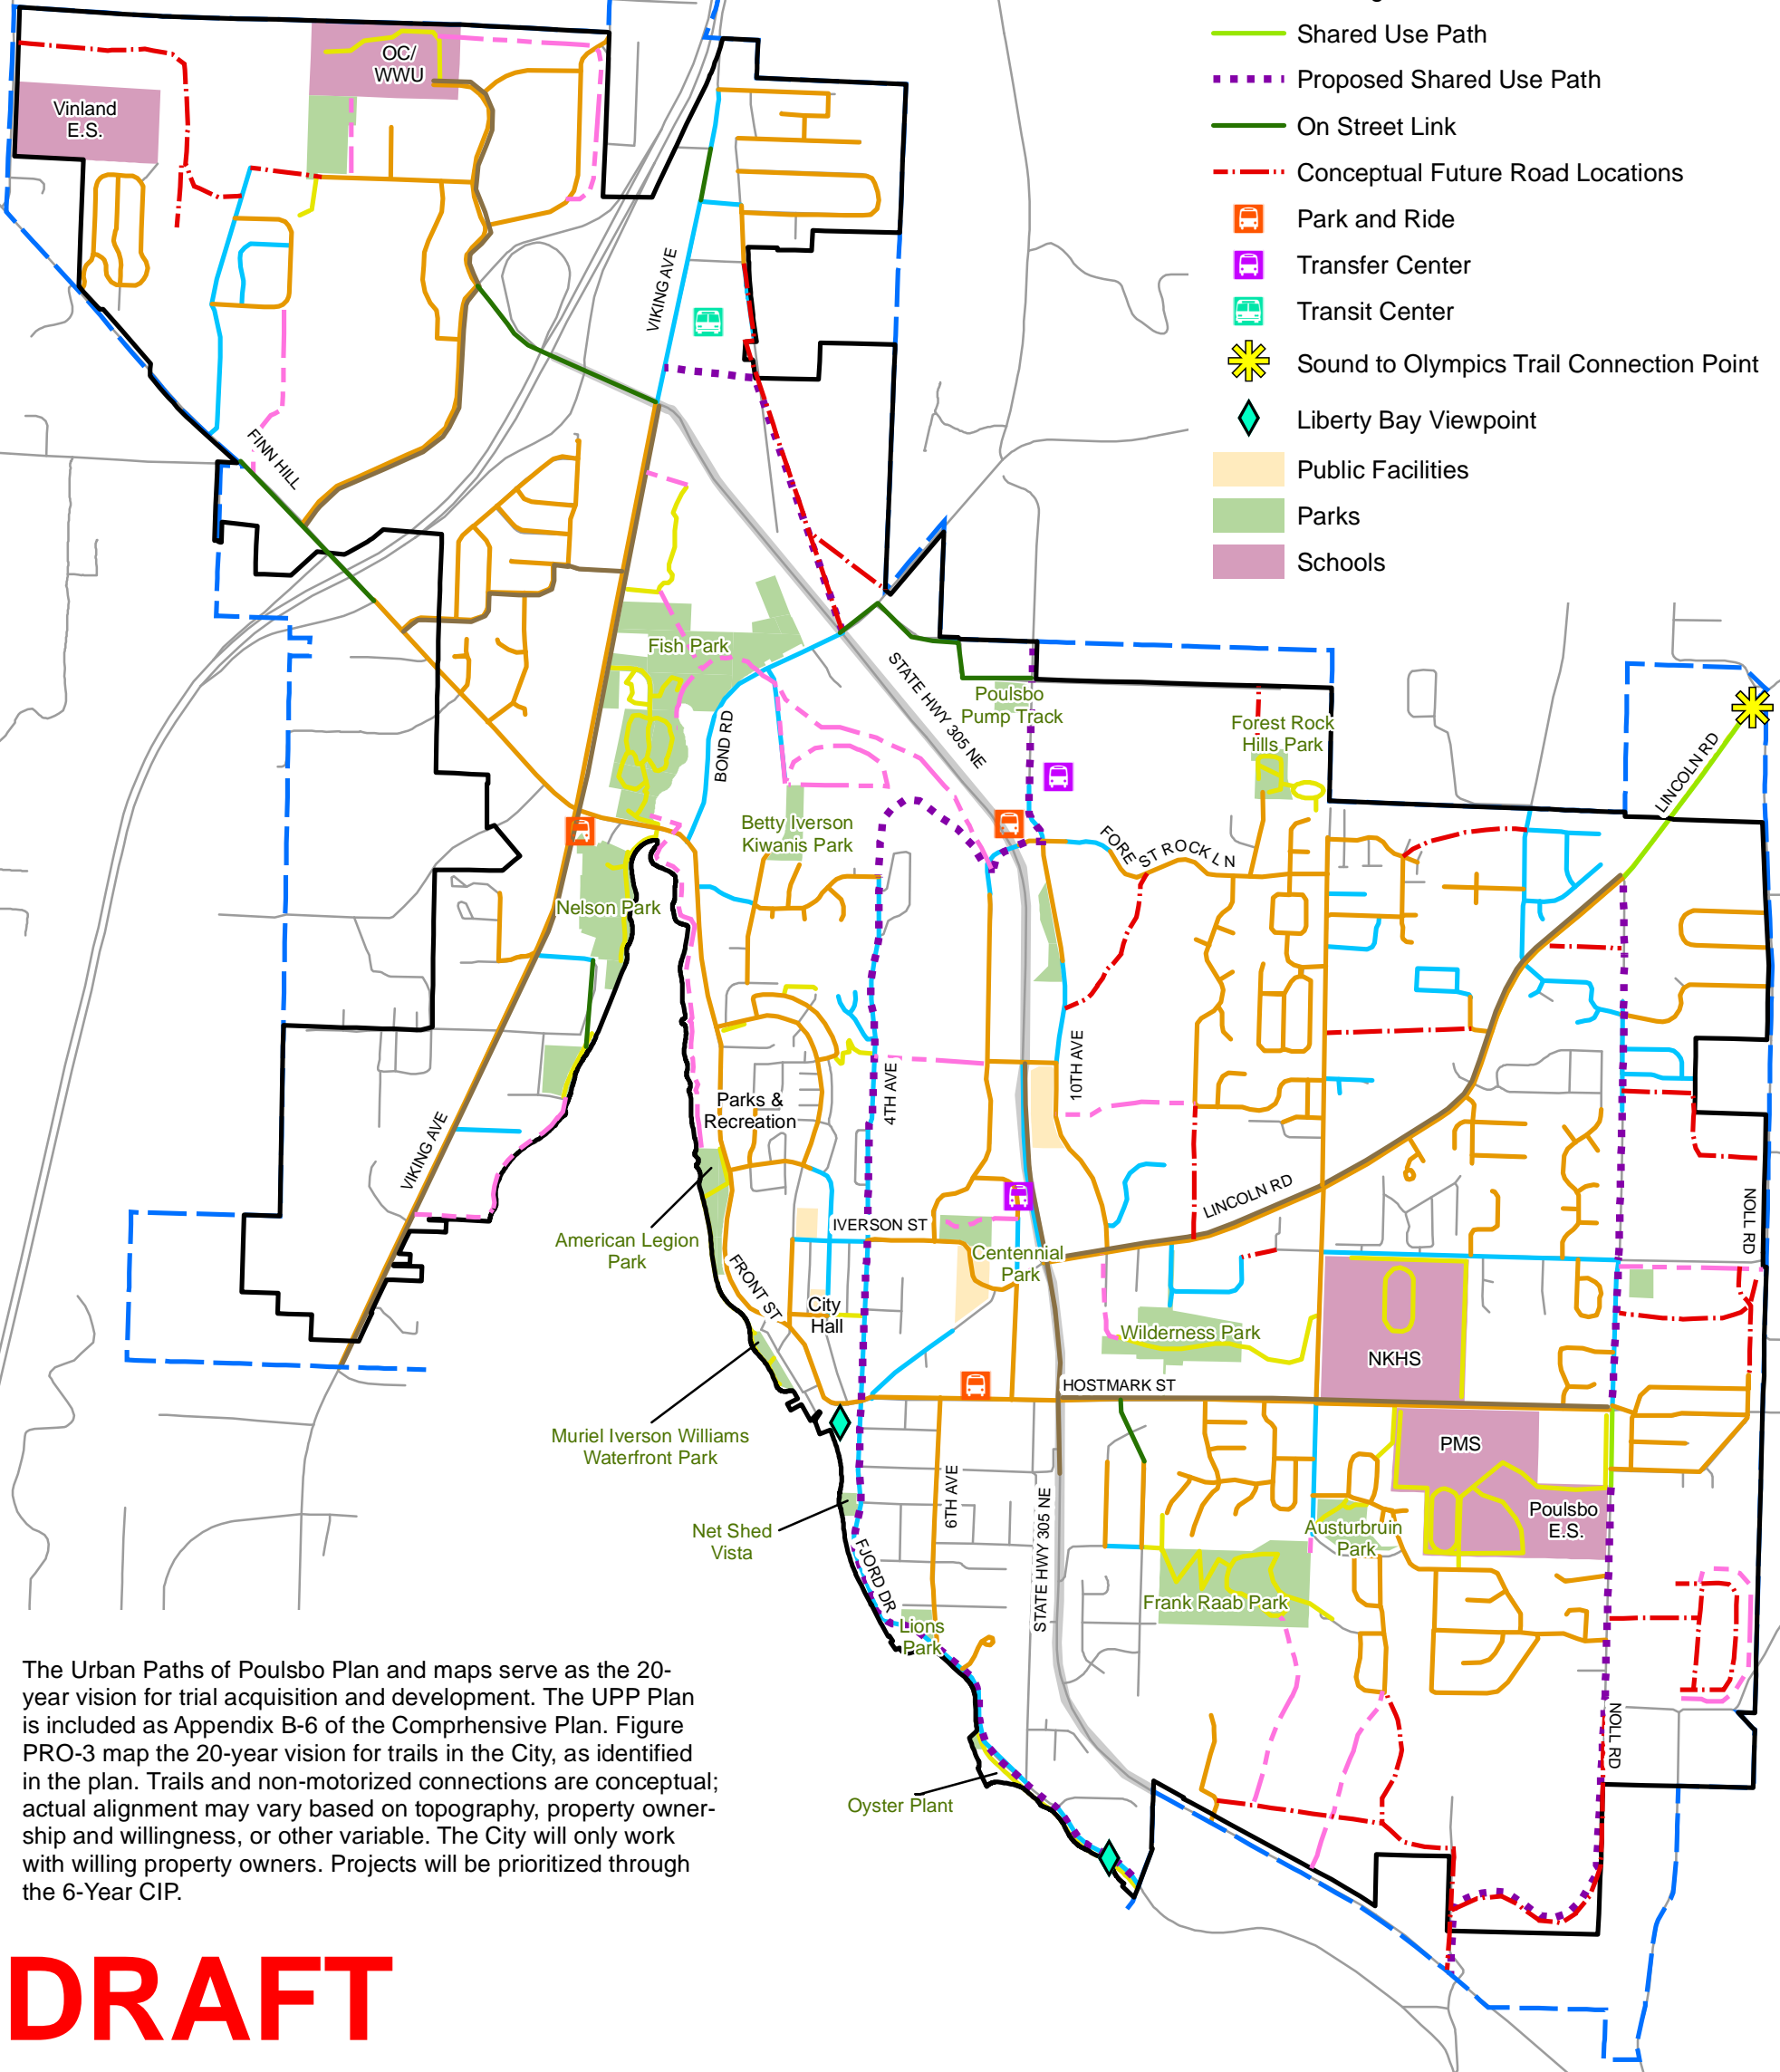 Shared Use Path
Proposed Shared Use Path
On Street Link
Conceptual Future Road Locations
Park and Ride
Transfer Center
Transit Center
Sound to Olympics Trail Connection Point
Liberty Bay Viewpoint
Public Facilities
Parks
Schools
OC/
WWU
Vinland
E.S.
VIKING AVE
FINN HILL
Fish Park
STATE HWY 305 NE
Poulsbo
Pump Track
Forest Rock
Hills Park
LINCOLN RD
BOND RD
Betty Iverson
Kiwanis Park
FOREST ROCK LN
Nelson Park
10TH AVE
4TH AVE
Parks &
Recreation
VIKING AVE
LINCOLN RD
NOLL RD
IVERSON ST
American Legion
Park
Centennial
Park
FRONT ST
City
Hall
Wilderness Park
NKHS
HOSTMARK ST
Muriel Iverson Williams
Waterfront Park
PMS
6TH AVE
STATE HWY 305 NE
Poulsbo
E.S.
Net Shed
Vista
Austurbruin
Park
FJORD DR
Frank Raab Park
Lions
Park
NOLL RD
Oyster Plant
The Urban Paths of Poulsbo Plan and maps serve as the 20-
year vision for trial acquisition and development. The UPP Plan
is included as Appendix B-6 of the Comprhensive Plan. Figure
PRO-3 map the 20-year vision for trails in the City, as identified
in the plan. Trails and non-motorized connections are conceptual;
actual alignment may vary based on topography, property owner-
ship and willingness, or other variable. The City will only work
with willing property owners. Projects will be prioritized through
the 6-Year CIP.
DRAFT